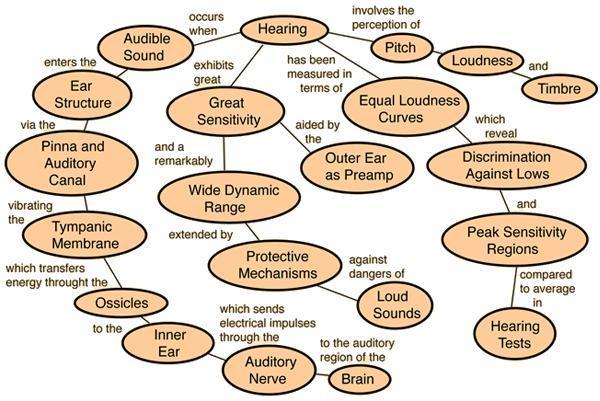 Hearing
occurs
when
Audible
Sound
enters the
Ear
Structure
via the
Pinna and
Auditory
Canal
vibrating
the
Tympanic
Membrane
which transfers
energy throught the
Ossicles
to the
Inner
Ear
which sends
electrical impulses
through the
Auditory
Nerve
to the auditory
region of the
Brain
exhibits
great
Great
Sensitivity
aided by
the
Outer Ear
as Preamp
and a
remarkably
Wide Dynamic
Range
extended by
Protective
Mechanisms
against
dangers of
Loud
Sounds
has been
measured in
terms of
Equal Loudness
Curves
which
reveal
Discrimination
Against Lows
and
Peak Sensitivity
Regions
compared
to average
in
Hearing
Tests
involves the
perception of
Pitch
Loudness
and
Timbre